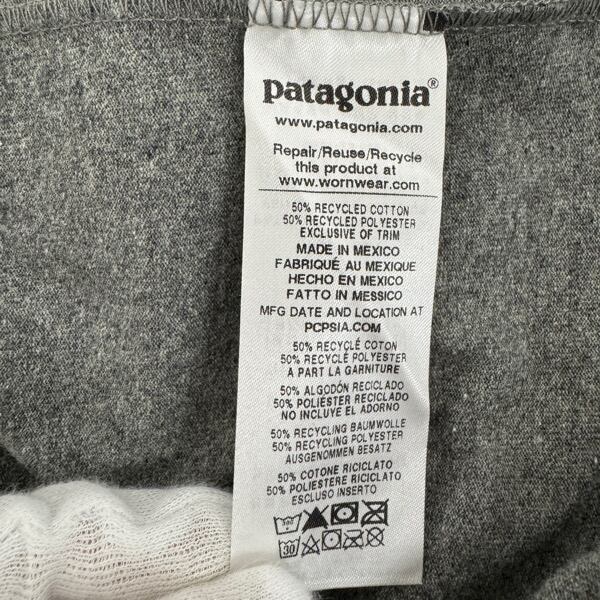 patagonia®
www.patagonia.com
Repair/Reuse/Recycle
this product at
www.wornwear.com
50% RECYCLED COTTON
50% RECYCLED POLYESTER
EXCLUSIVE OF TRIM
MADE IN MEXICO
FABRIQUÉ AU MEXIQUE
HECHO EN MEXICO
FATTO IN MESSICO
MFG DATE AND LOCATION AT
PCPSIA.COM
50% RECYCLÉ COTON
50% RECYCLÉ POLYESTER
A PART LA GARNITURE
50% ALGODÓN RECICLADO
50% POLIÉSTER RECICLADO
NO INCLUYE EL ADORNO
50% RECYCLING BAUMWOLLE
50% RECYCLING POLYESTER
AUSGENOMMEN BESATZ
50% COTONE RICICLATO
50% POLIESTERE RICICLATO
ESCLUSO INSERTO
30